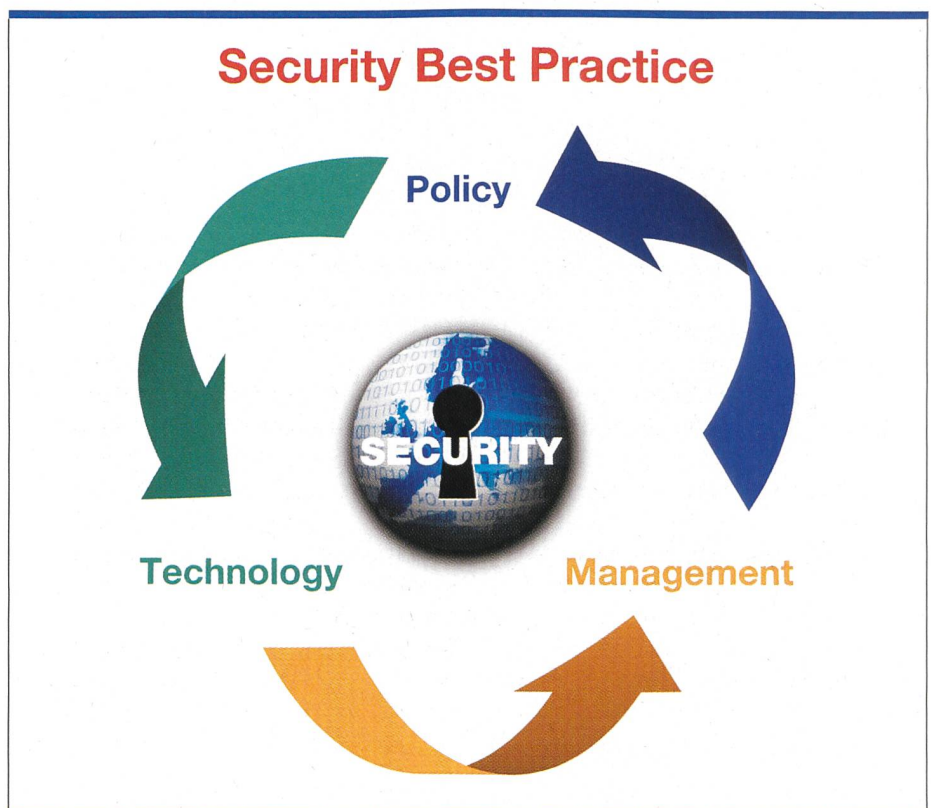 Security Best Practice
Policy
SECURITY
Technology
Management